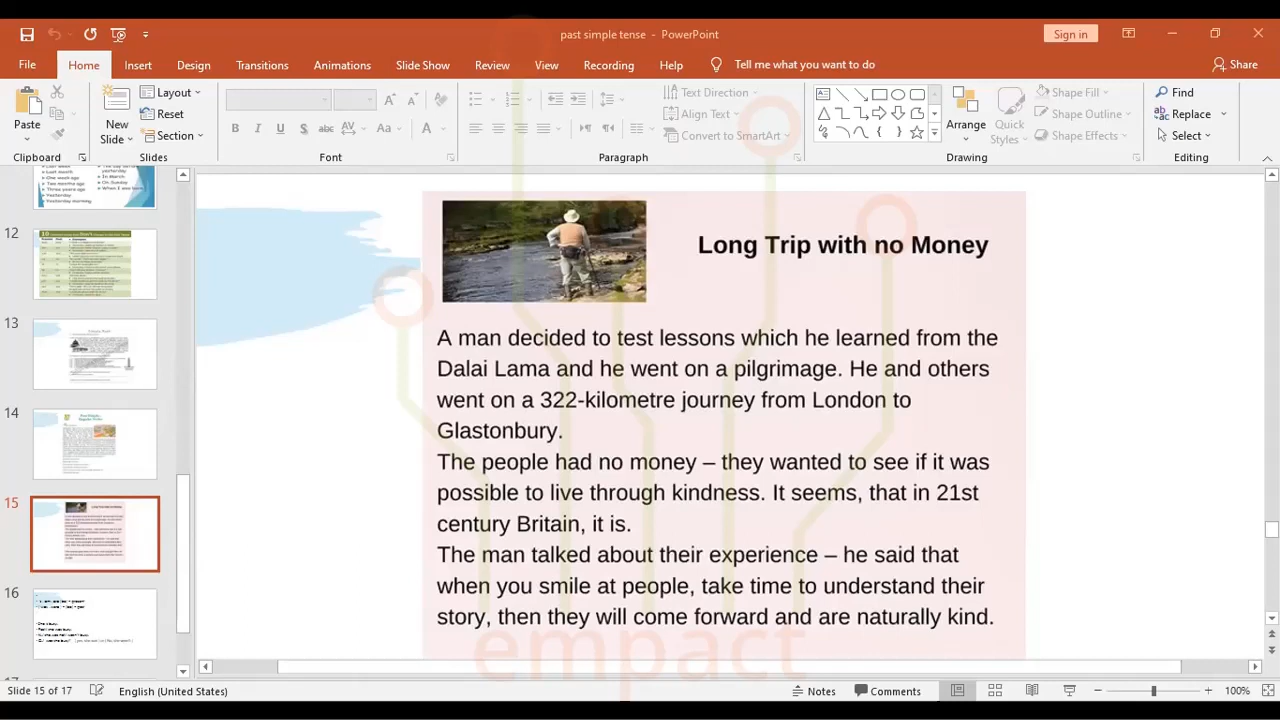 past simple tense - PowerPoint
Sign in
File Home Insert Design Transitions Animations Slide Show Review View Recording Help Tell me what you want to do Share
Paste
New Slide
Layout
Reset
Section
Text Direction
Align Text
Convert to SmartArt
Arrange
Quick Styles
Shape Fill
Shape Outline
Shape Effects
Find
Replace
Select
Clipboard Slides Font Paragraph Drawing Editing
12
13
14
15
16
Long Trip with no Money
A man decided to test lessons which he learned from the
Dalai Lama and he went on a pilgrimage. He and others
went on a 322-kilometre journey from London to
Glastonbury.
The people had no money – they wanted to see if it was
possible to live through kindness. It seems, that in 21st
century Britain, it is.
The man talked about their experience – he said that
when you smile at people, take time to understand their
story, then they will come forward and are naturally kind.
empact
Slide 15 of 17 English (United States) Notes Comments 100%